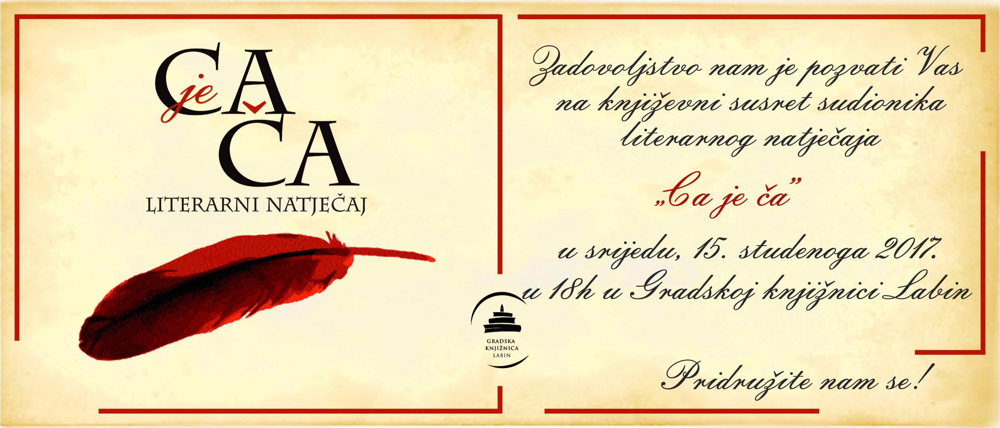 CA
je
ČA
LITERARNI NATJEČAJ
GRADSKA
KNJIŽNICA
LABIN
Zadovoljstvo nam je pozvati Vas
na književni susret sudionika
literarnog natječaja
„Ca je ča”
u srijedu, 15. studenoga 2017.
u 18h u Gradskoj knjižnici Labin
Pridružite nam se!